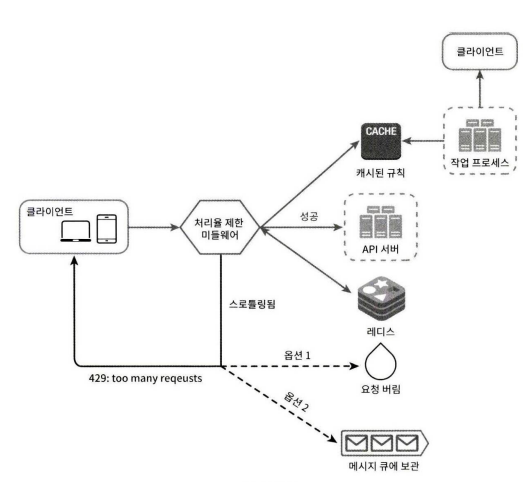 클라이언트
CACHE
작업 프로세스
캐시된 규칙
클라이언트
처리율 제한
미들웨어
성공
API 서버
스로틀링됨
레디스
옵션 1
429: too many reqeusts
요청 버림
옵션 2
메시지 큐에 보관